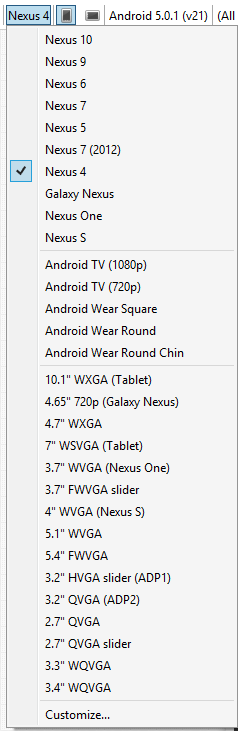 Nexus 4 Android 5.0.1 (v21) (All
Nexus 10
Nexus 9
Nexus 6
Nexus 7
Nexus 5
Nexus 7 (2012)
Nexus 4
Galaxy Nexus
Nexus One
Nexus S
Android TV (1080p)
Android TV (720p)
Android Wear Square
Android Wear Round
Android Wear Round Chin
10.1" WXGA (Tablet)
4.65" 720p (Galaxy Nexus)
4.7" WXGA
7" WSVGA (Tablet)
3.7" WVGA (Nexus One)
3.7" FWVGA slider
4" WVGA (Nexus S)
5.1" WVGA
5.4" FWVGA
3.2" HVGA slider (ADP1)
3.2" QVGA (ADP2)
2.7" QVGA
2.7" QVGA slider
3.3" WQVGA
3.4" WQVGA
Customize...